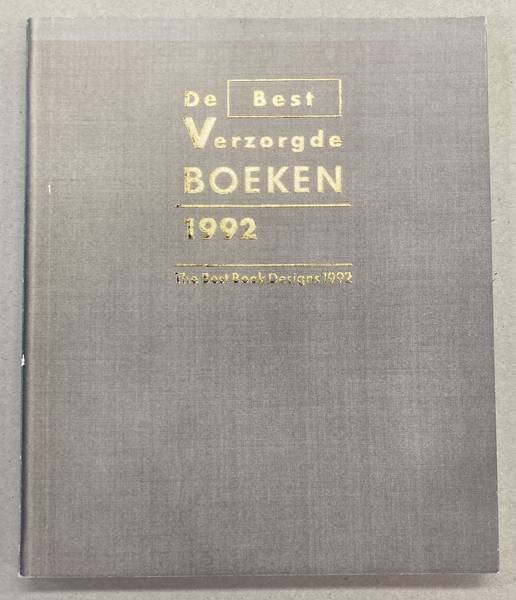 De Best
Verzorgde
BOEKEN
1992
The Best Book Designs 1992